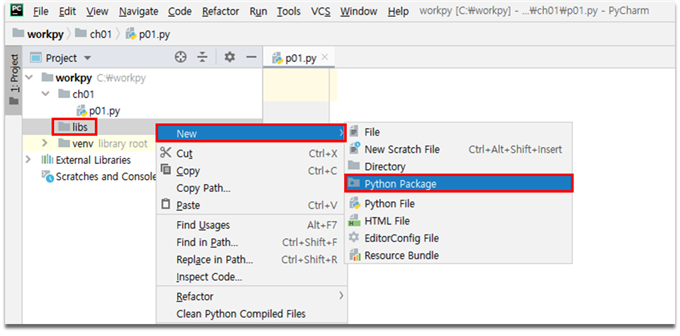 PC File Edit View Navigate Code Refactor Run Tools VCS Window Help workpy [C:₩workpy] - ...₩ch01₩p01.py - PyCharm
workpy ch01 p01.py
1: Project
Project
p01.py
workpy C:₩workpy
ch01
p01.py
libs
venv library root
External Libraries
Scratches and Console
New
Cut Ctrl+X
Copy Ctrl+C
Copy Path...
Paste Ctrl+V
Find Usages Alt+F7
Find in Path... Ctrl+Shift+F
Replace in Path... Ctrl+Shift+R
Inspect Code...
Refactor
Clean Python Compiled Files
File
New Scratch File Ctrl+Alt+Shift+Insert
Directory
Python Package
Python File
HTML File
EditorConfig File
Resource Bundle